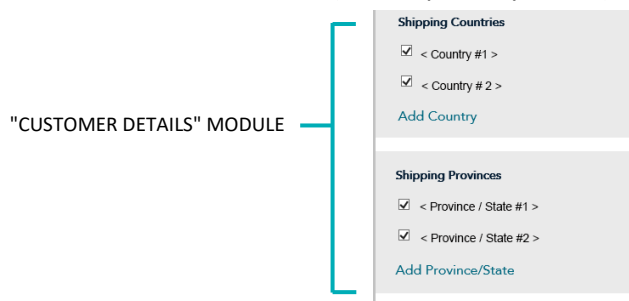 Shipping Countries
< Country #1 >
< Country # 2 >
Add Country
"CUSTOMER DETAILS" MODULE
Shipping Provinces
< Province / State #1 >
< Province / State #2 >
Add Province/State